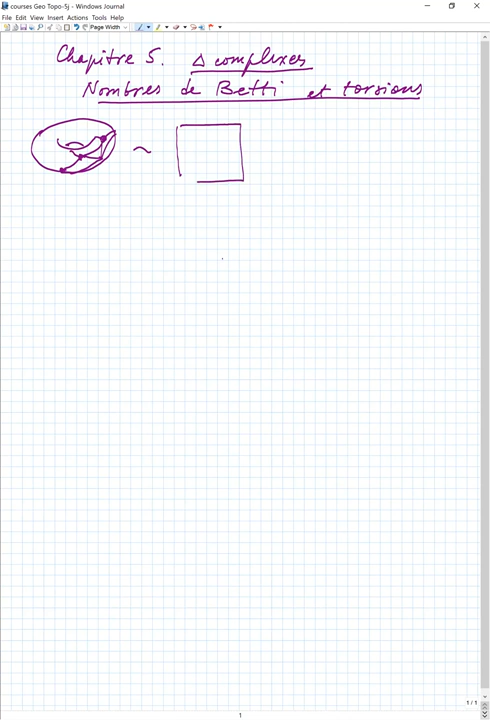 courses Geo Topo-5j - Windows Journal
File Edit View Insert Actions Tools Help
Page Width
Chapitre 5. Δ complexes
Nombres de Betti et torsions
~
1 / 1
1